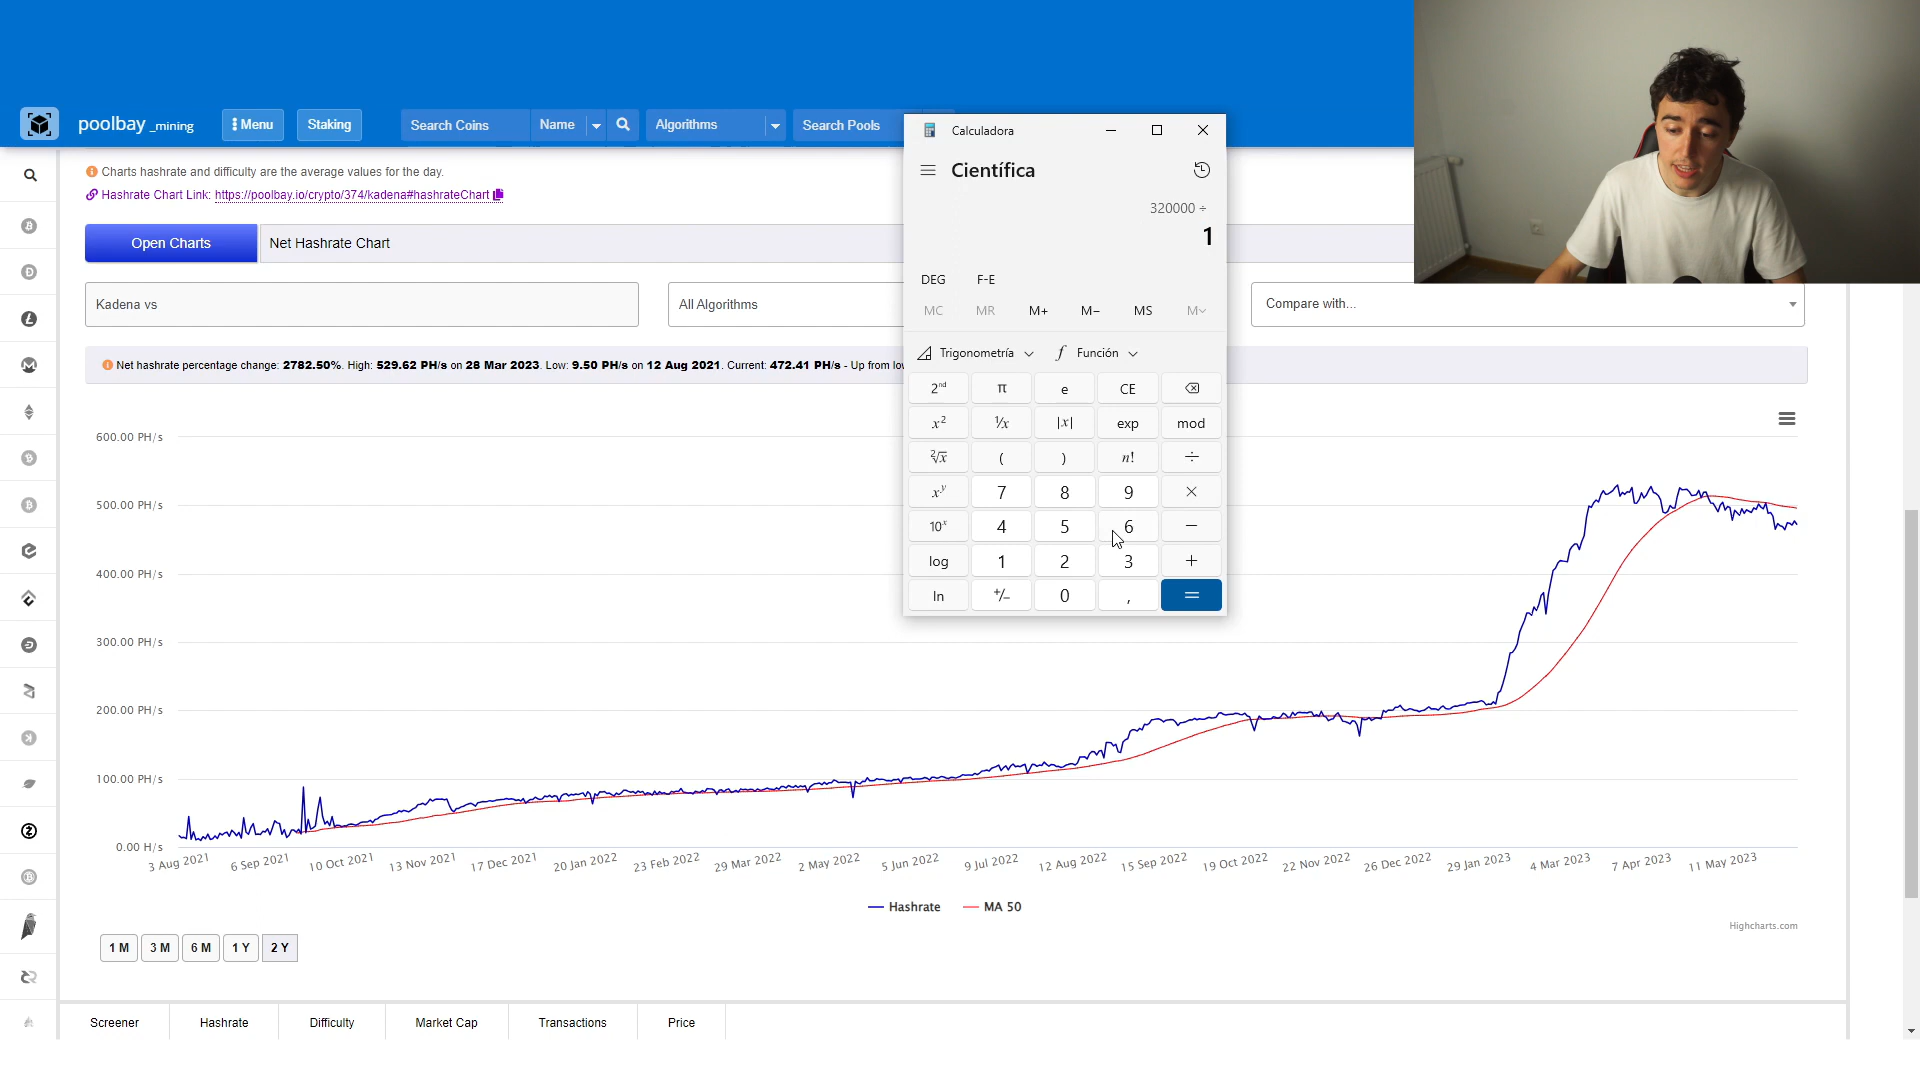 poolbay _mining
Menu
Staking
Search Coins
Name
Algorithms
Search Pools
Charts hashrate and difficulty are the average values for the day.
Hashrate Chart Link: https://poolbay.io/crypto/374/kadena#hashrateChart
Open Charts
Net Hashrate Chart
Kadena vs
All Algorithms
Compare with...
Net hashrate percentage change: 2782.50%. High: 529.62 PH/s on 28 Mar 2023. Low: 9.50 PH/s on 12 Aug 2021. Current: 472.41 PH/s - Up from lo
Calculadora
Científica
320000 ÷
1
DEG
F-E
MC
MR
M+
M−
MS
M
Trigonometría
Función
2nd
π
e
CE
x2
1/x
|x|
exp
mod
2√x
(
)
n!
÷
xy
7
8
9
×
10x
4
5
6
−
log
1
2
3
+
ln
+/−
0
,
=
600.00 PH/s
500.00 PH/s
400.00 PH/s
300.00 PH/s
200.00 PH/s
100.00 PH/s
0.00 H/s
3 Aug 2021
6 Sep 2021
10 Oct 2021
13 Nov 2021
17 Dec 2021
20 Jan 2022
23 Feb 2022
29 Mar 2022
2 May 2022
5 Jun 2022
9 Jul 2022
12 Aug 2022
15 Sep 2022
19 Oct 2022
22 Nov 2022
26 Dec 2022
29 Jan 2023
4 Mar 2023
7 Apr 2023
11 May 2023
Hashrate
MA 50
Highcharts.com
1 M
3 M
6 M
1 Y
2 Y
Screener
Hashrate
Difficulty
Market Cap
Transactions
Price